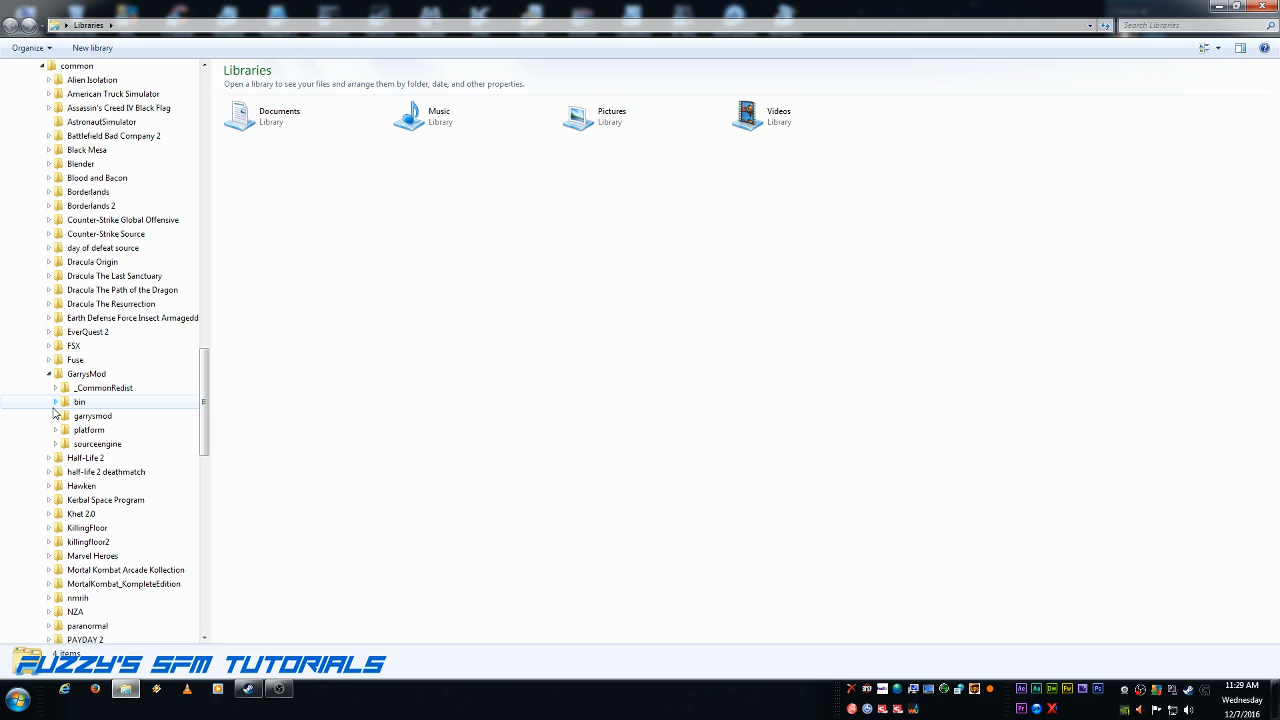 Libraries
Search Libraries
Organize
New library
common
Alien Isolation
American Truck Simulator
Assassin's Creed IV Black Flag
AstronautSimulator
Battlefield Bad Company 2
Black Mesa
Blender
Blood and Bacon
Borderlands
Borderlands 2
Counter-Strike Global Offensive
Counter-Strike Source
day of defeat source
Dracula Origin
Dracula The Last Sanctuary
Dracula The Path of the Dragon
Dracula The Resurrection
Earth Defense Force Insect Armagedd
EverQuest 2
FSX
Fuse
GarrysMod
_CommonRedist
bin
garrysmod
platform
sourceengine
Half-Life 2
half-life 2 deathmatch
Hawken
Kerbal Space Program
Khet 2.0
KillingFloor
killingfloor2
Marvel Heroes
Mortal Kombat Arcade Kollection
MortalKombat_KompleteEdition
nmrih
NZA
paranormal
PAYDAY 2
Libraries
Open a library to see your files and arrange them by folder, date, and other properties.
Documents
Library
Music
Library
Pictures
Library
Videos
Library
4 items
FUZZY'S SFM TUTORIALS
Ae Dw Fw Ps
Pr
11:29 AM
Wednesday
12/7/2016